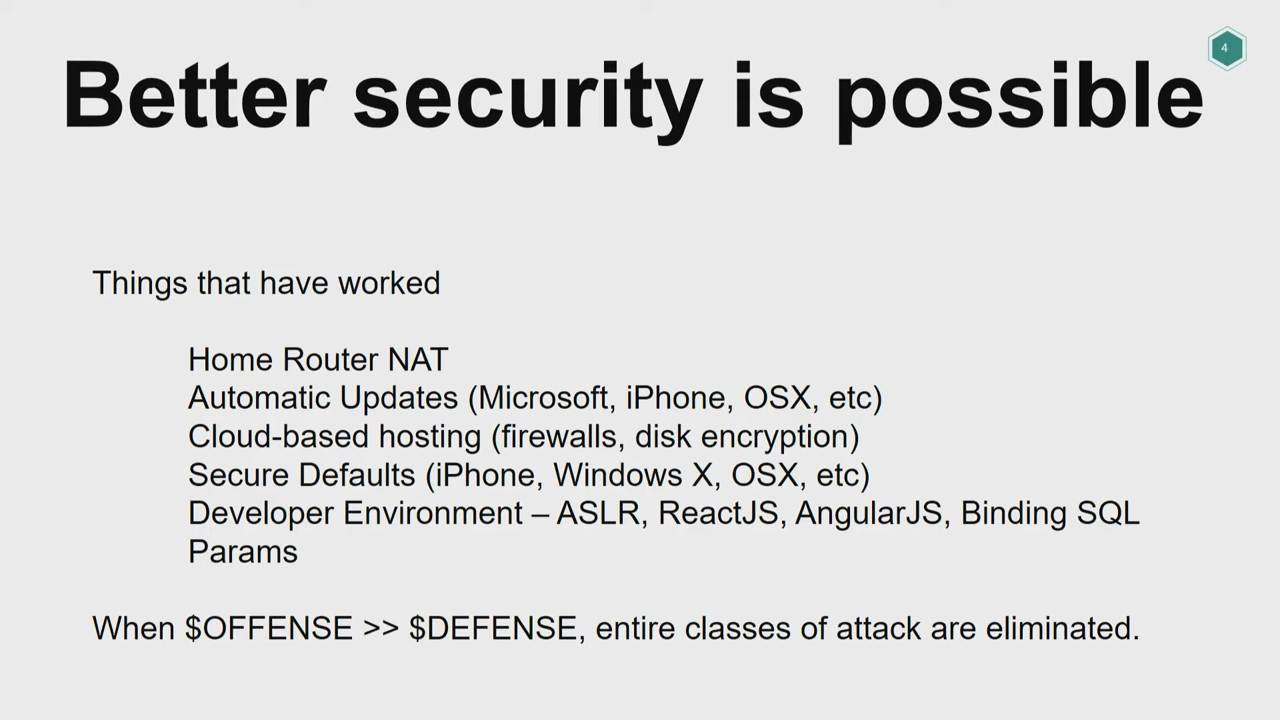 Better security is possible
4
Things that have worked
Home Router NAT
Automatic Updates (Microsoft, iPhone, OSX, etc)
Cloud-based hosting (firewalls, disk encryption)
Secure Defaults (iPhone, Windows X, OSX, etc)
Developer Environment – ASLR, ReactJS, AngularJS, Binding SQL
Params
When $OFFENSE >> $DEFENSE, entire classes of attack are eliminated.